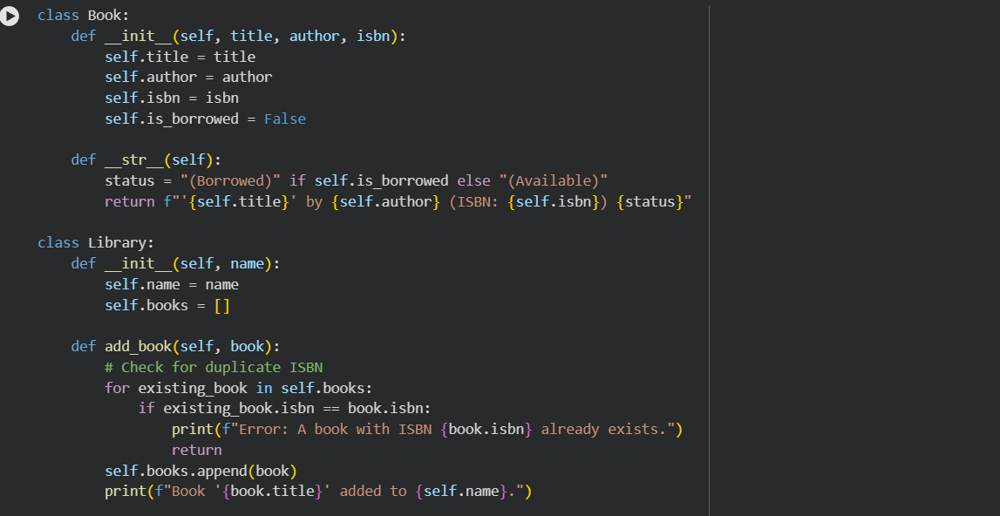 class Book:
    def __init__(self, title, author, isbn):
        self.title = title
        self.author = author
        self.isbn = isbn
        self.is_borrowed = False

    def __str__(self):
        status = "(Borrowed)" if self.is_borrowed else "(Available)"
        return f"'{self.title}' by {self.author} (ISBN: {self.isbn}) {status}"

class Library:
    def __init__(self, name):
        self.name = name
        self.books = []

    def add_book(self, book):
        # Check for duplicate ISBN
        for existing_book in self.books:
            if existing_book.isbn == book.isbn:
                print(f"Error: A book with ISBN {book.isbn} already exists.")
                return
        self.books.append(book)
        print(f"Book '{book.title}' added to {self.name}.")